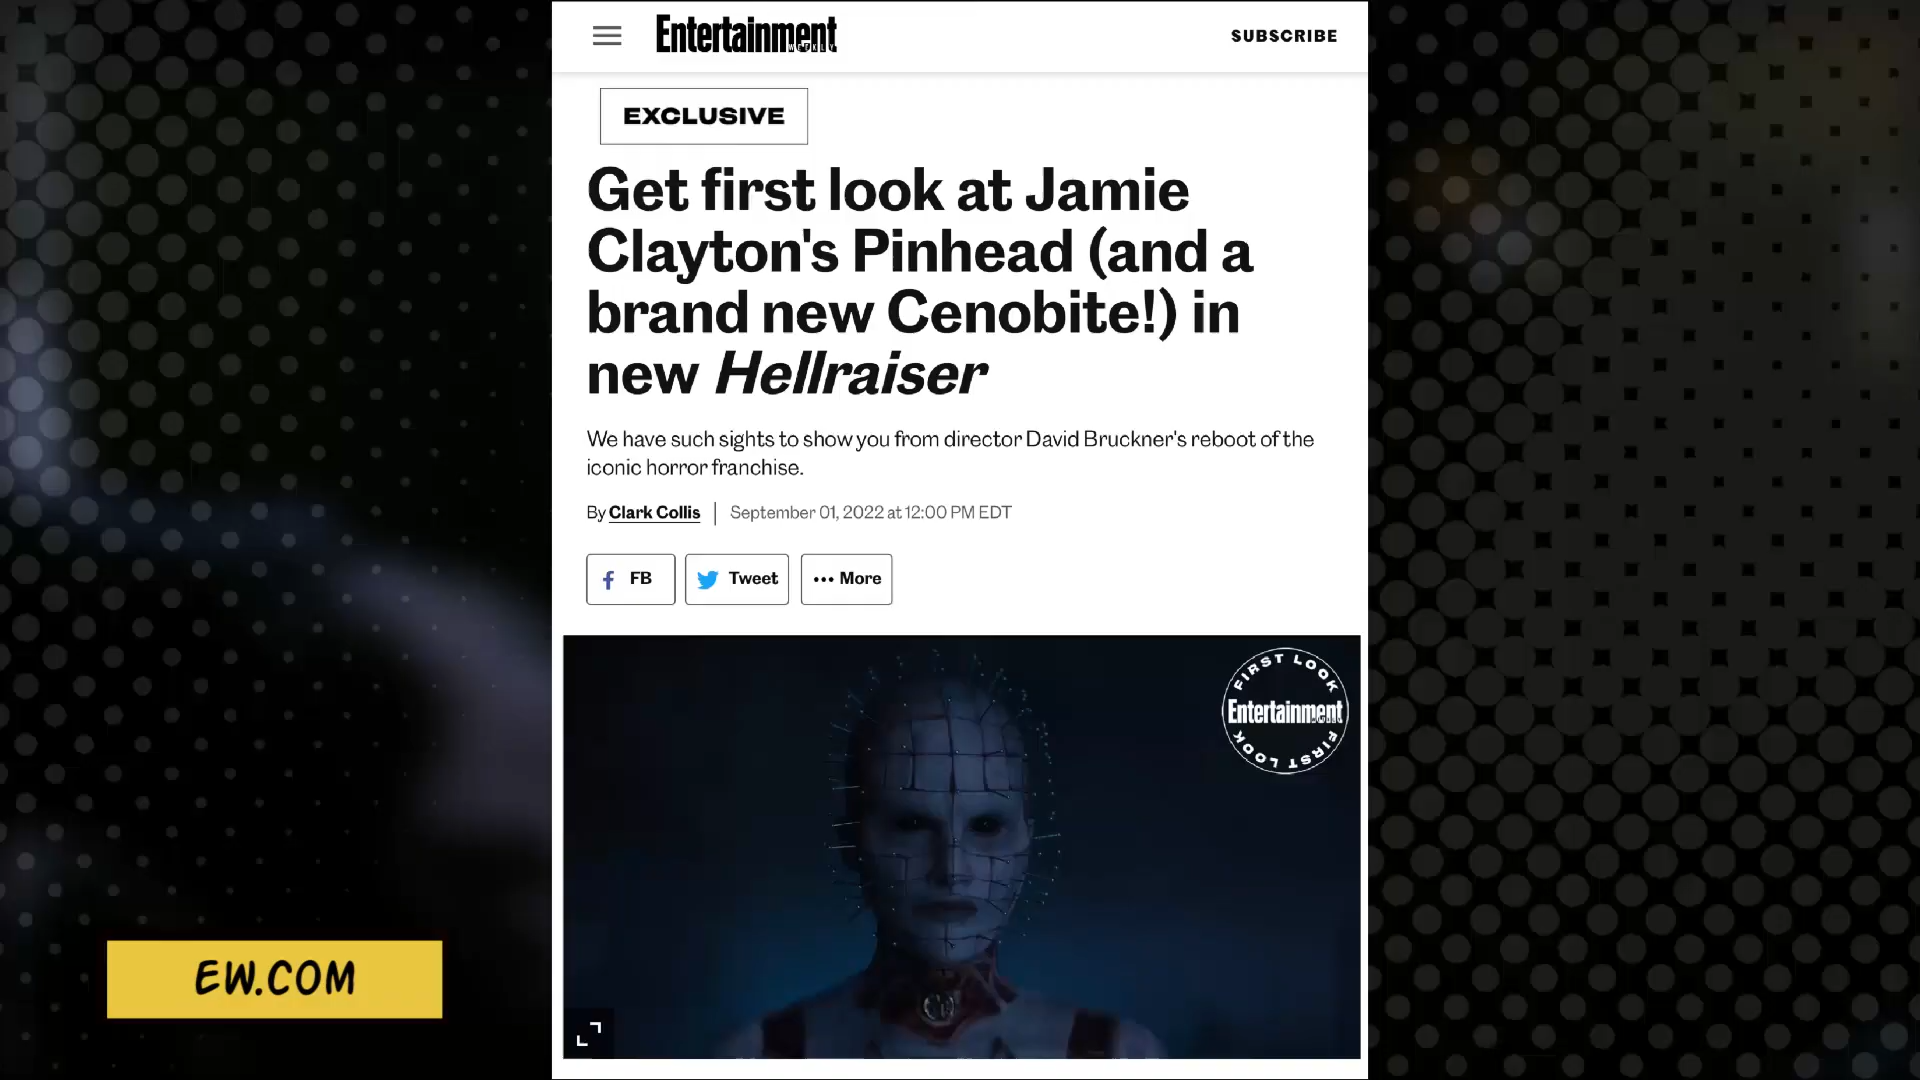 Entertainment
WEEKLY
SUBSCRIBE
EXCLUSIVE
Get first look at Jamie
Clayton's Pinhead (and a
brand new Cenobite!) in
new Hellraiser
We have such sights to show you from director David Bruckner's reboot of the
iconic horror franchise.
By Clark Collis | September 01, 2022 at 12:00 PM EDT
FB
Tweet
••• More
FIRST LOOK
Entertainment
WEEKLY
FIRST LOOK
EW.COM